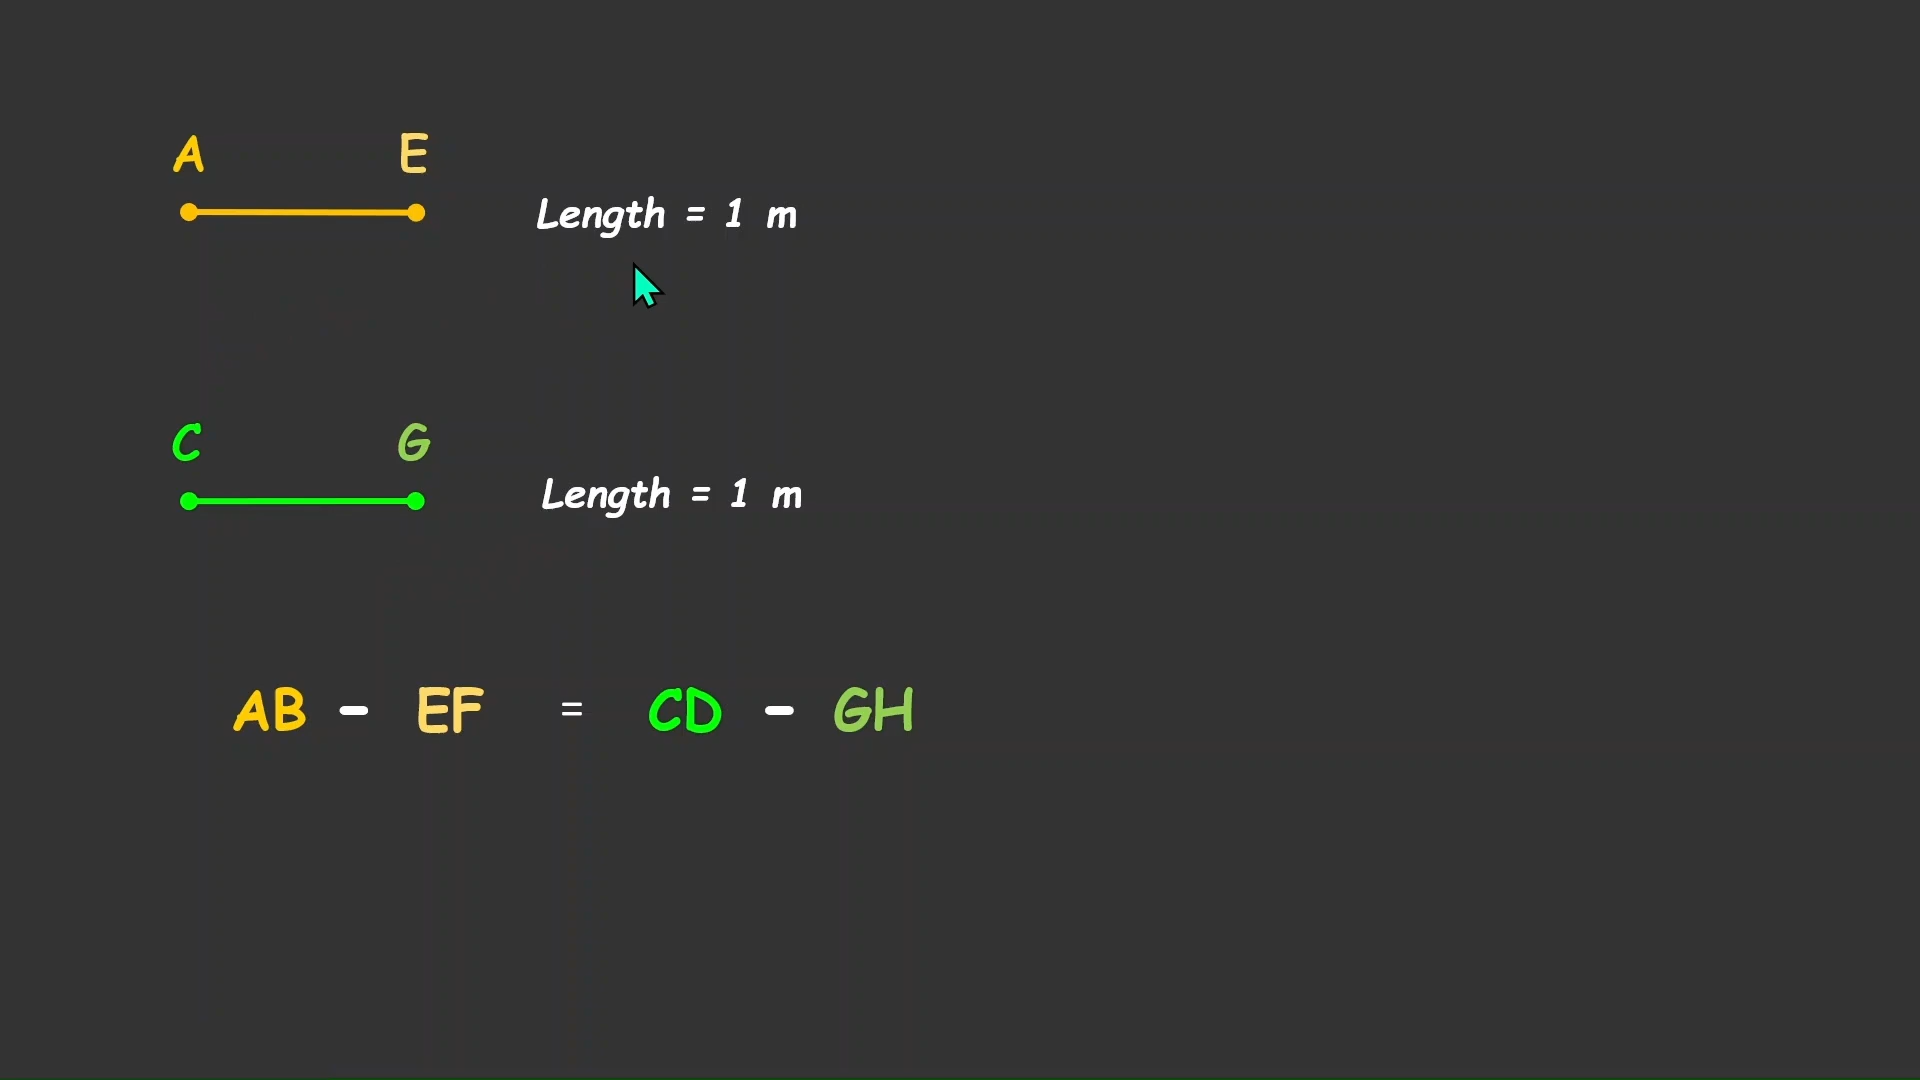 A E
Length = 1 m
C G
Length = 1 m
AB - EF = CD - GH